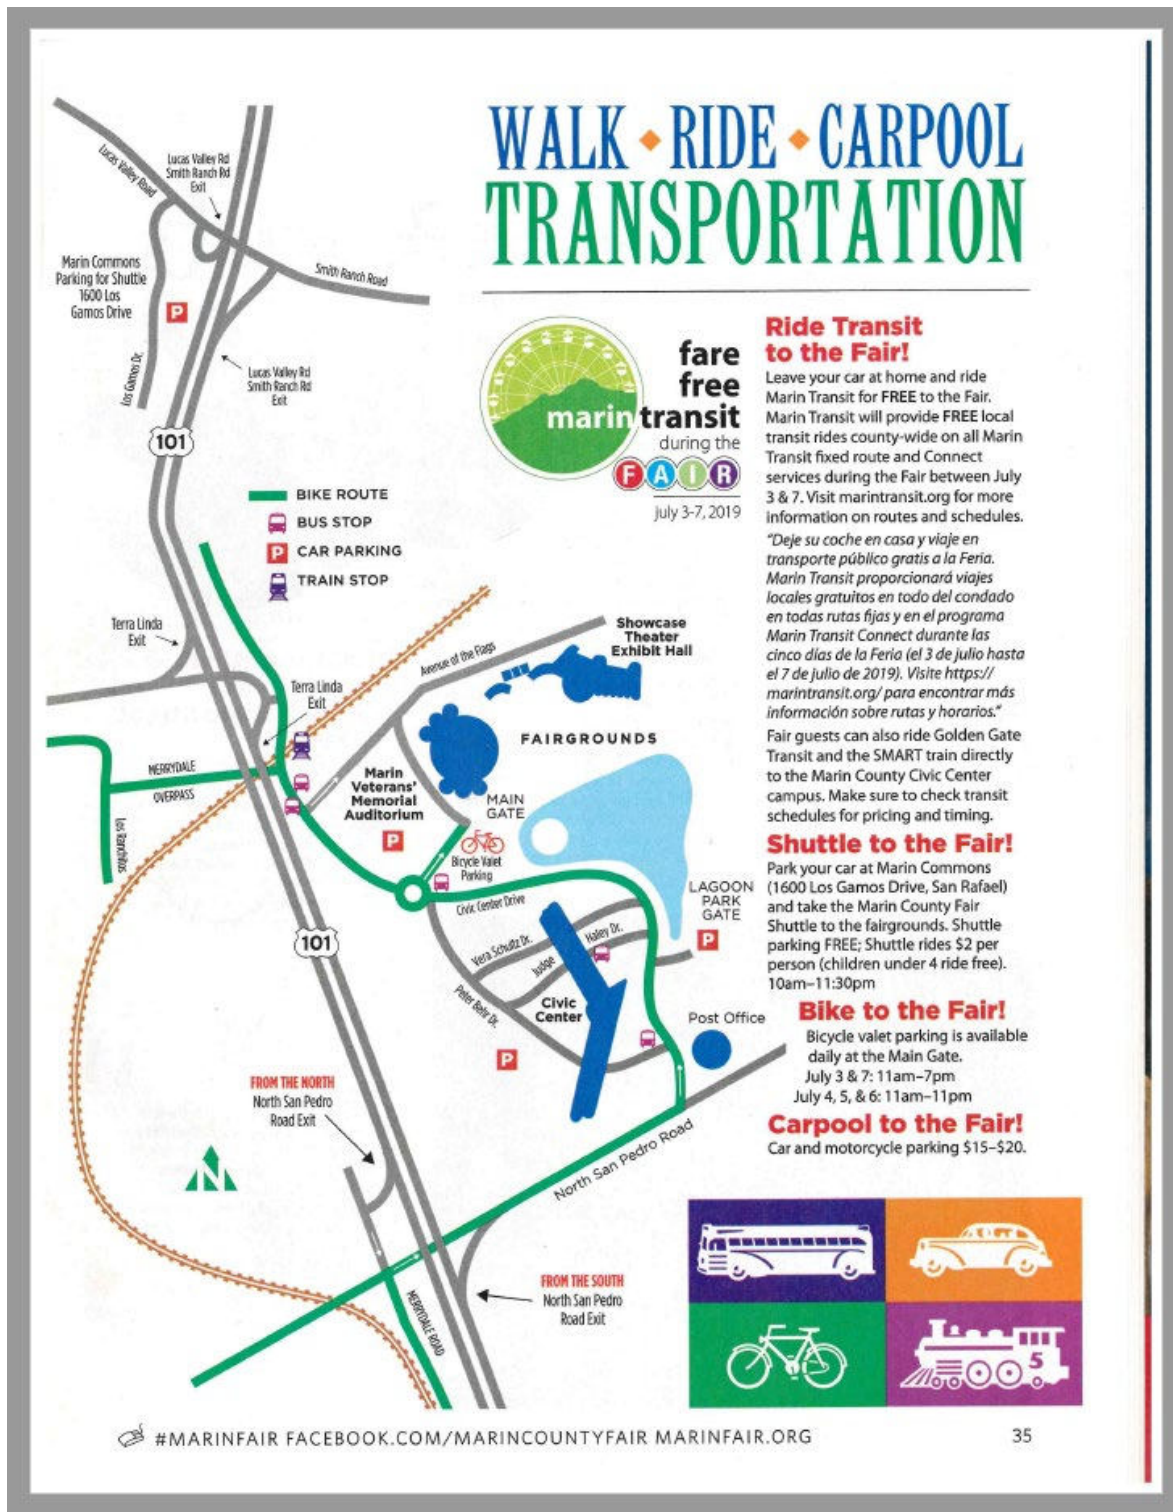 WALK ◆ RIDE ◆ CARPOOL
TRANSPORTATION
Lucas Valley Road
Lucas Valley Rd
Smith Ranch Rd
Exit
Smith Ranch Road
Marin Commons
Parking for Shuttle
1600 Los
Gamos Drive
P
Los Gamos Dr.
Lucas Valley Rd
Smith Ranch Rd
Exit
101
BIKE ROUTE
BUS STOP
P CAR PARKING
TRAIN STOP
Terra Linda
Exit
Terra Linda
Exit
Avenue of the Flags
Showcase
Theater
Exhibit Hall
FAIRGROUNDS
MERRYDALE
OVERPASS
Los Ranchitos
Marin
Veterans'
Memorial
Auditorium
P
MAIN
GATE
Bicycle Valet
Parking
Civic Center Drive
LAGOON
PARK
GATE
P
Vera Schultz Dr.
Judge
Haley Dr.
Peter Behr Dr.
Civic
Center
P
Post Office
101
FROM THE NORTH
North San Pedro
Road Exit
N
North San Pedro Road
FROM THE SOUTH
North San Pedro
Road Exit
MERRYDALE ROAD
marin transit
fare
free
during the
FAIR
july 3-7, 2019
Ride Transit
to the Fair!
Leave your car at home and ride
Marin Transit for FREE to the Fair.
Marin Transit will provide FREE local
transit rides county-wide on all Marin
Transit fixed route and Connect
services during the Fair between July
3 & 7. Visit marintransit.org for more
information on routes and schedules.
"Deje su coche en casa y viaje en
transporte público gratis a la Feria.
Marin Transit proporcionará viajes
locales gratuitos en todo del condado
en todas rutas fijas y en el programa
Marin Transit Connect durante las
cinco días de la Feria (el 3 de julio hasta
el 7 de julio de 2019). Visite https://
marintransit.org/ para encontrar más
información sobre rutas y horarios."
Fair guests can also ride Golden Gate
Transit and the SMART train directly
to the Marin County Civic Center
campus. Make sure to check transit
schedules for pricing and timing.
Shuttle to the Fair!
Park your car at Marin Commons
(1600 Los Gamos Drive, San Rafael)
and take the Marin County Fair
Shuttle to the fairgrounds. Shuttle
parking FREE; Shuttle rides $2 per
person (children under 4 ride free).
10am–11:30pm
Bike to the Fair!
Bicycle valet parking is available
daily at the Main Gate.
July 3 & 7: 11am–7pm
July 4, 5, & 6: 11am–11pm
Carpool to the Fair!
Car and motorcycle parking $15–$20.
5
#MARINFAIR FACEBOOK.COM/MARINCOUNTYFAIR MARINFAIR.ORG
35